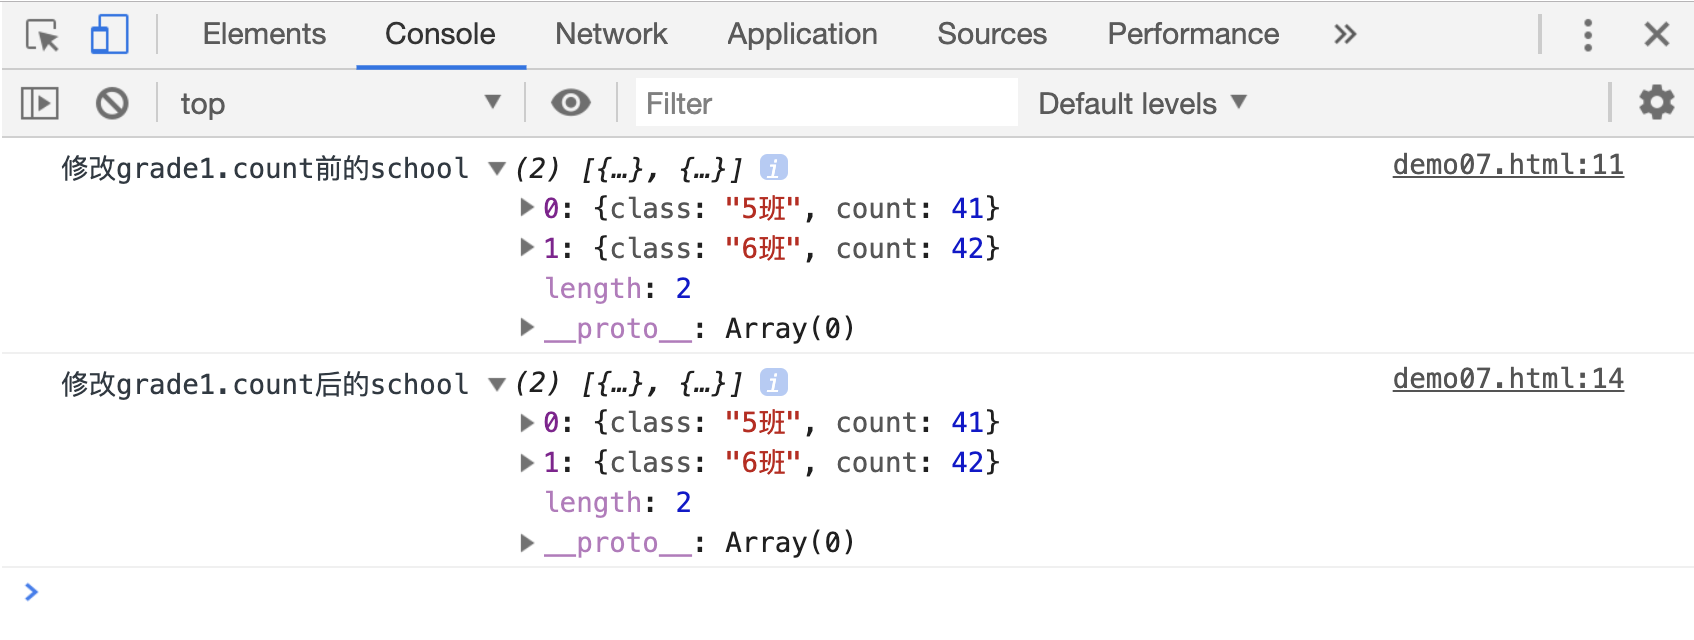 Elements Console Network Application Sources Performance »
top Filter Default levels
修改grade1.count前的school (2) [{…}, {…}] i demo07.html:11
0: {class: "5班", count: 41}
1: {class: "6班", count: 42}
length: 2
__proto__: Array(0)
修改grade1.count后的school (2) [{…}, {…}] i demo07.html:14
0: {class: "5班", count: 41}
1: {class: "6班", count: 42}
length: 2
__proto__: Array(0)